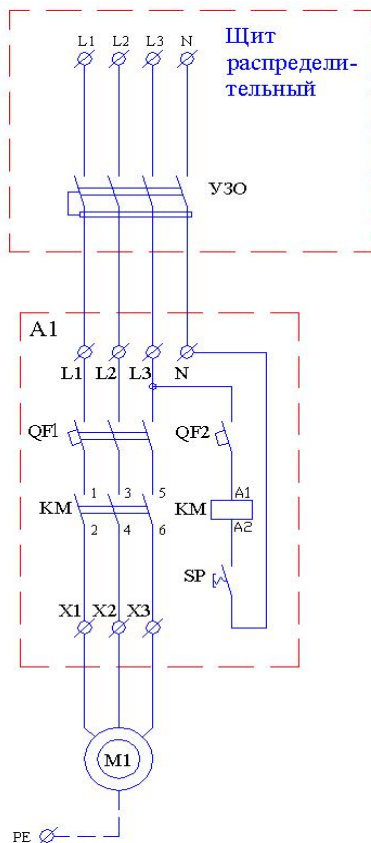 L1 L2 L3 N
Щит
распредели-
тельный
УЗО
A1
L1 L2 L3 N
QF1
QF2
KM
1 3 5
2 4 6
KM
A1
A2
SP
X1 X2 X3
M1
PE